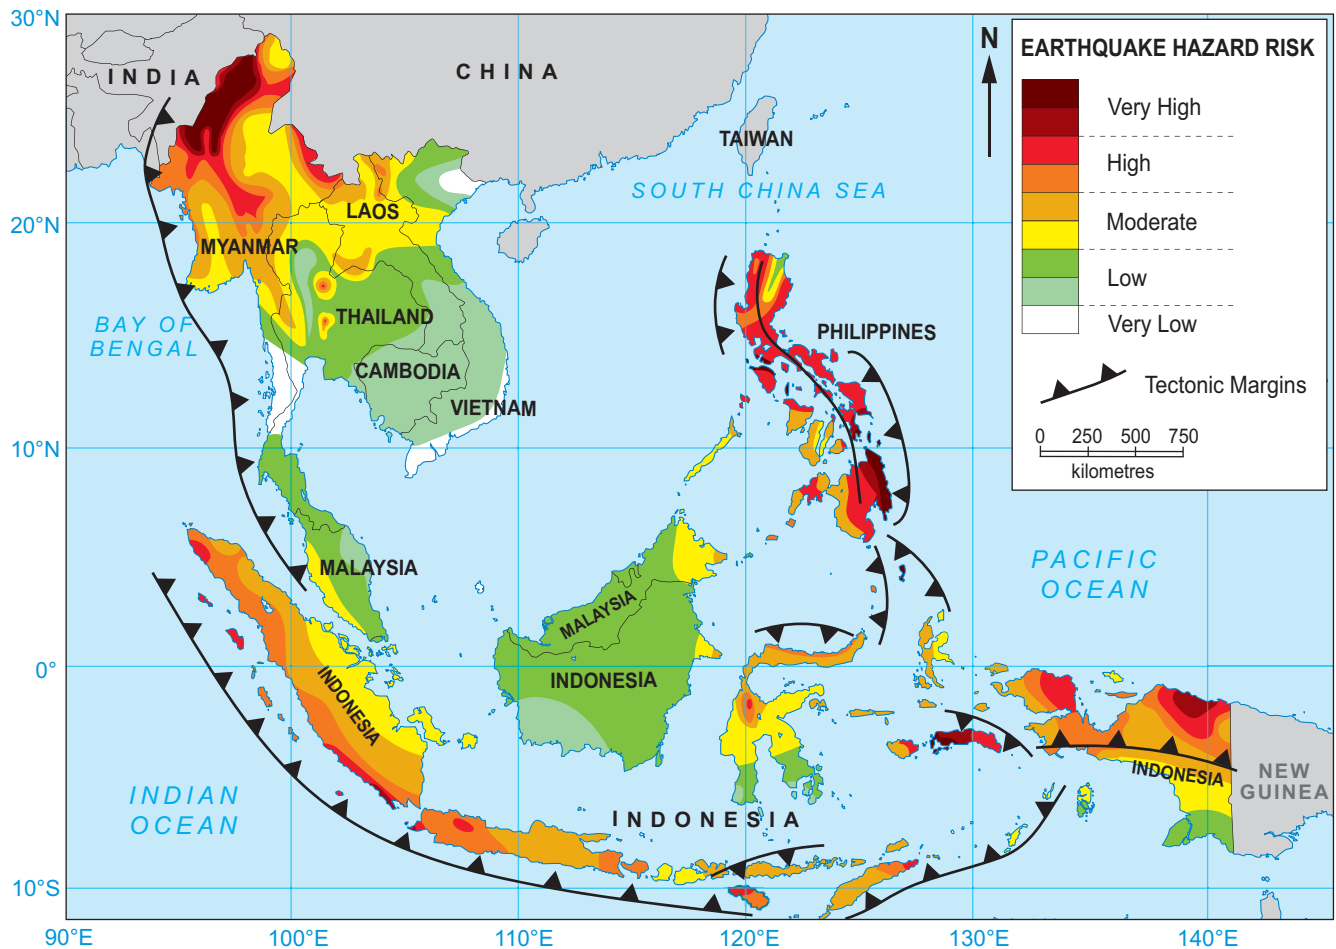 30°N
20°N
10°N
0°
10°S
90°E
100°E
110°E
120°E
130°E
140°E
INDIA
CHINA
TAIWAN
SOUTH CHINA SEA
LAOS
MYANMAR
THAILAND
BAY OF
BENGAL
CAMBODIA
VIETNAM
PHILIPPINES
MALAYSIA
MALAYSIA
INDONESIA
INDONESIA
PACIFIC
OCEAN
INDIAN
OCEAN
INDONESIA
INDONESIA
NEW
GUINEA
N
EARTHQUAKE HAZARD RISK
Very High
High
Moderate
Low
Very Low
Tectonic Margins
0 250 500 750
kilometres